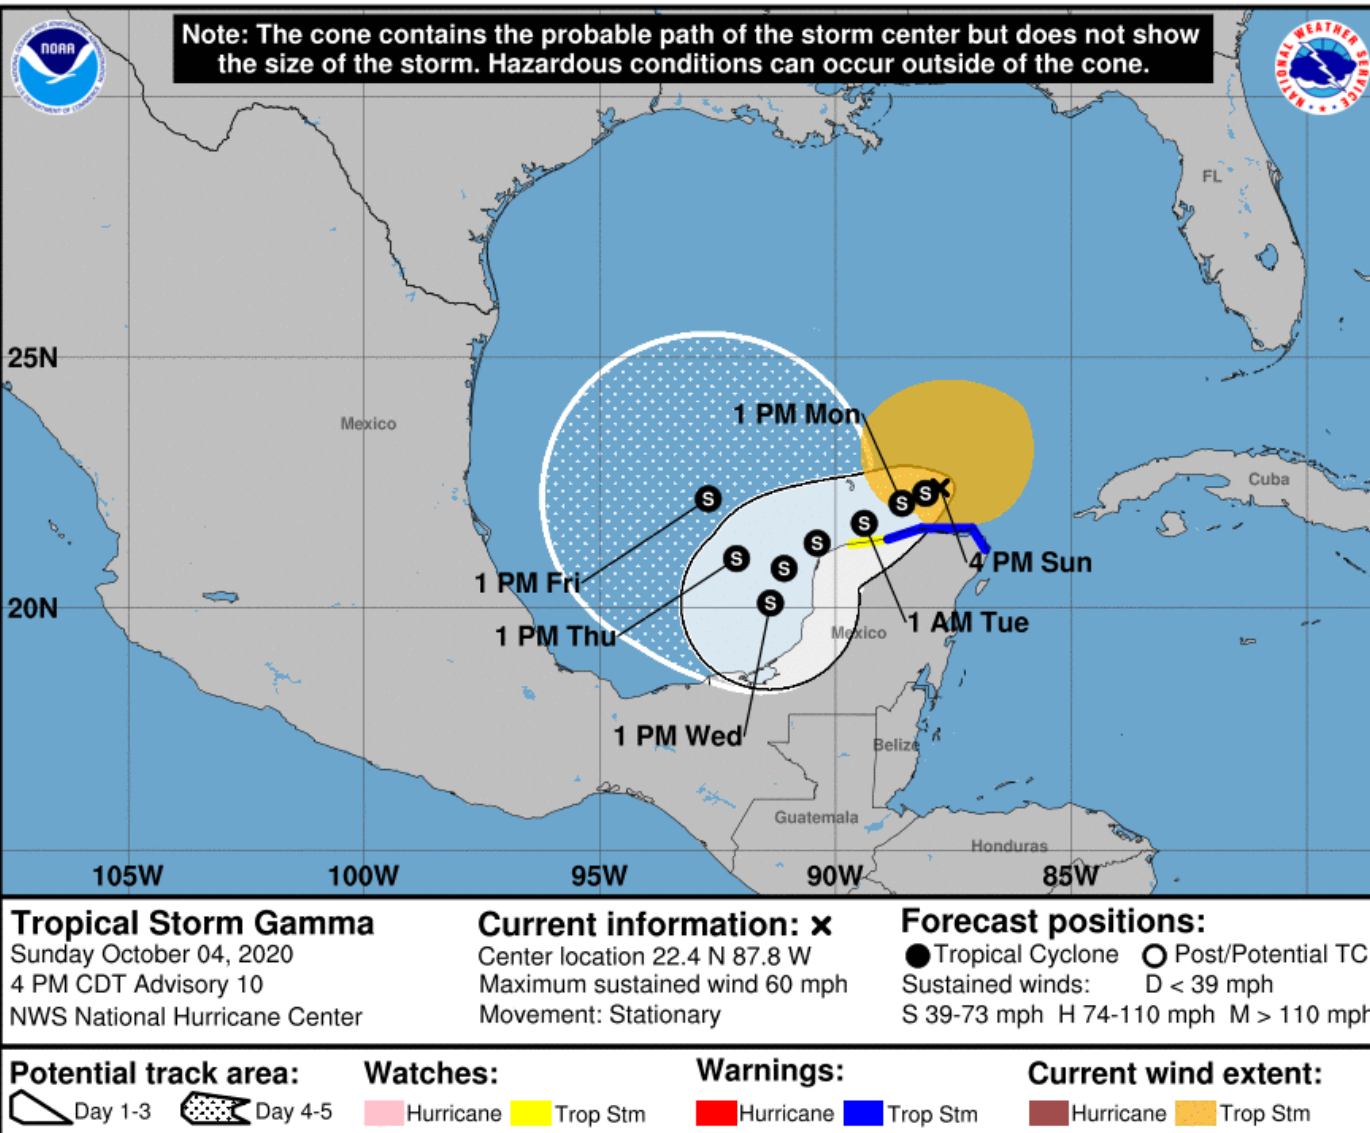 Note: The cone contains the probable path of the storm center but does not show
the size of the storm. Hazardous conditions can occur outside of the cone.
NOAA
NATIONAL WEATHER SERVICE
FL
25N
1 PM Mon
Mexico
Cuba
S
S
S
S
4 PM Sun
S
S
S
1 PM Fri
20N
S
1 PM Thu
1 AM Tue
Mexico
1 PM Wed
Belize
Guatemala
Honduras
105W 100W 95W 90W 85W
Tropical Storm Gamma
Sunday October 04, 2020
4 PM CDT Advisory 10
NWS National Hurricane Center
Current information: ×
Center location 22.4 N 87.8 W
Maximum sustained wind 60 mph
Movement: Stationary
Forecast positions:
Tropical Cyclone Post/Potential TC
Sustained winds: D < 39 mph
S 39-73 mph H 74-110 mph M > 110 mph
Potential track area:
Day 1-3 Day 4-5
Watches:
Hurricane Trop Stm
Warnings:
Hurricane Trop Stm
Current wind extent:
Hurricane Trop Stm